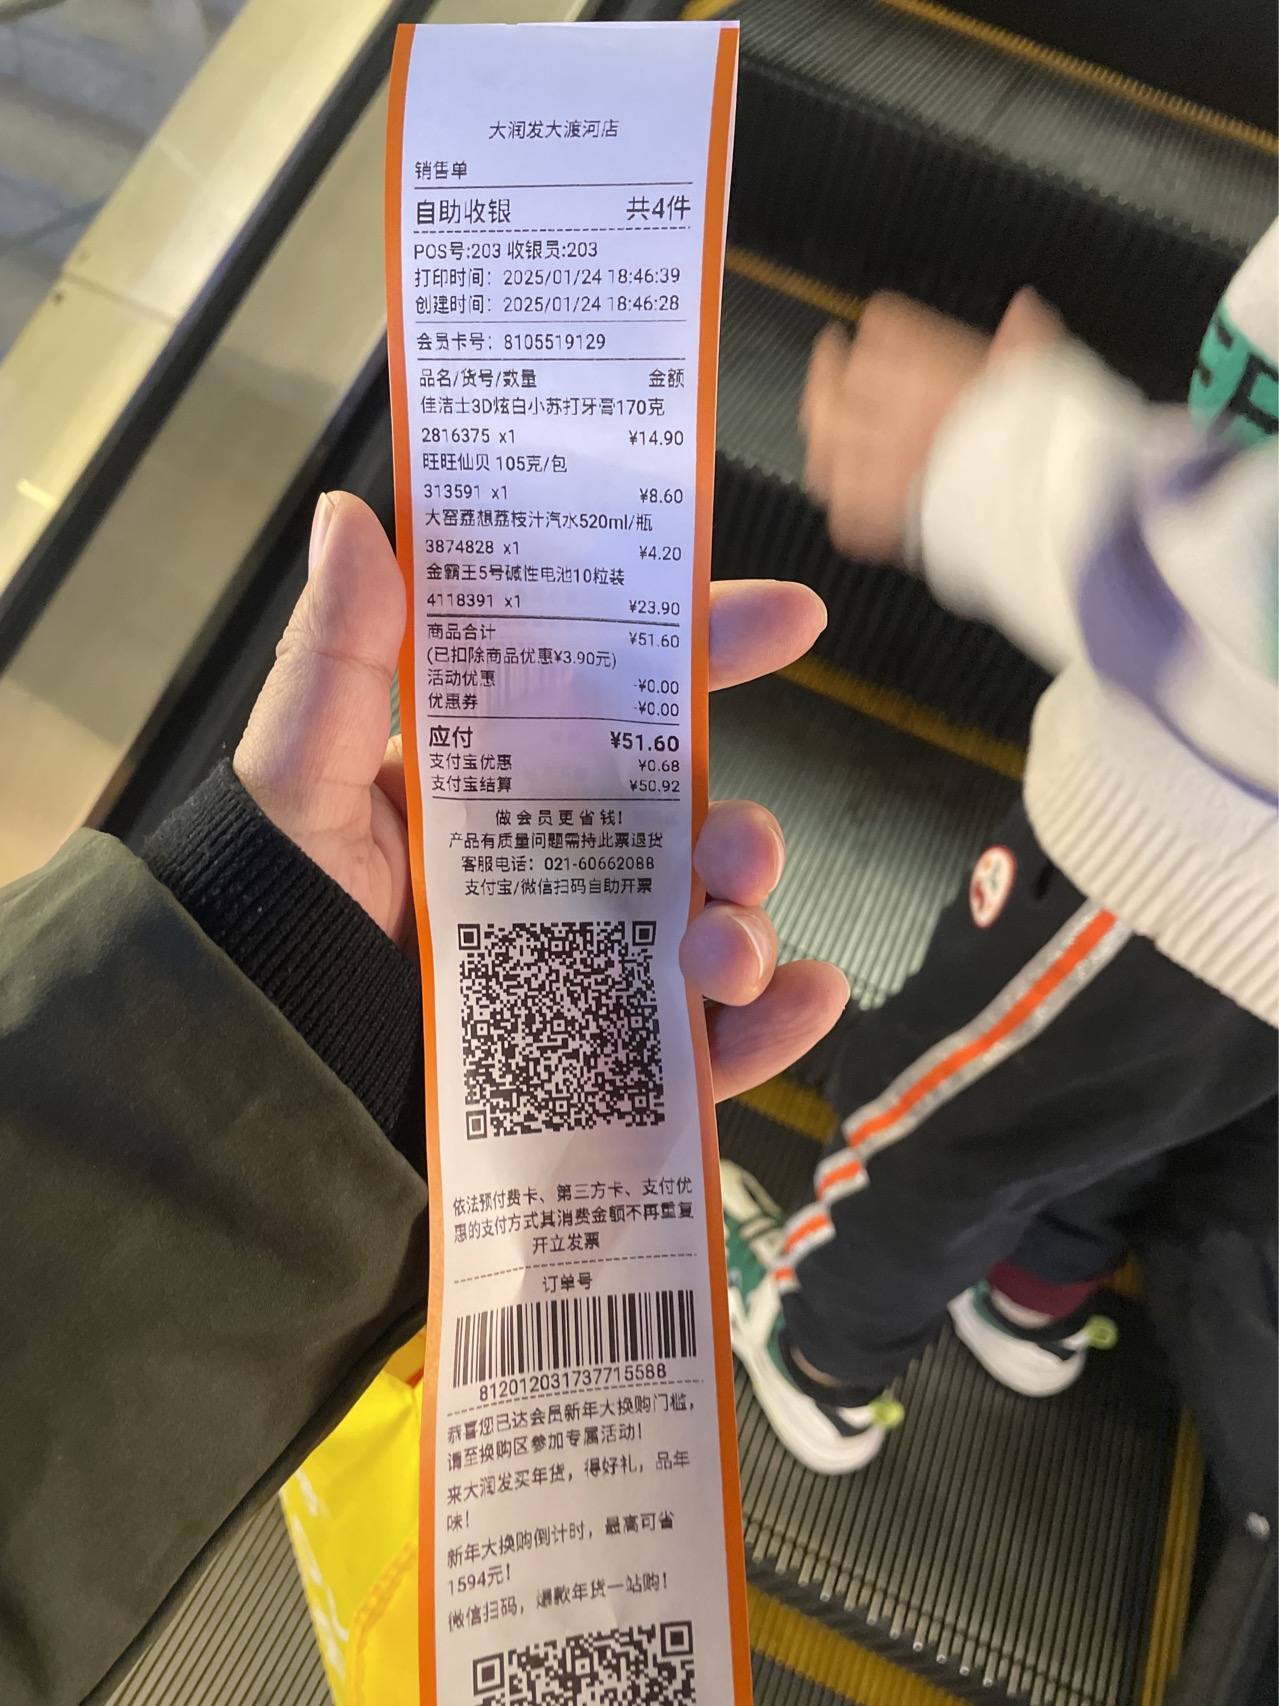 大润发大渡河店
销售单
自助收银 共4件
POS号:203 收银员:203
打印时间: 2025/01/24 18:46:39
创建时间: 2025/01/24 18:46:28
会员卡号: 8105519129
品名/货号/数量 金额
佳洁士3D炫白小苏打牙膏170克
2816375 x1 ¥14.90
旺旺仙贝 105克/包
313591 x1 ¥8.60
大窑荔想荔枝汁汽水520ml/瓶
3874828 x1 ¥4.20
金霸王5号碱性电池10粒装
4118391 x1 ¥23.90
商品合计 ¥51.60
(已扣除商品优惠¥3.90元)
活动优惠 -¥0.00
优惠券 -¥0.00
应付 ¥51.60
支付宝优惠 ¥0.68
支付宝结算 ¥50.92
做会员更省钱!
产品有质量问题需持此票退货
客服电话: 021-60662088
支付宝/微信扫码自助开票
依法预付费卡、第三方卡、支付优
惠的支付方式其消费金额不再重复
开立发票
订单号
812012031737715588
恭喜您已达会员新年大换购门槛,
请至换购区参加专属活动!
来大润发买年货, 得好礼, 品年
味!
新年大换购倒计时, 最高可省
1594元!
微信扫码, 爆款年货一站购!